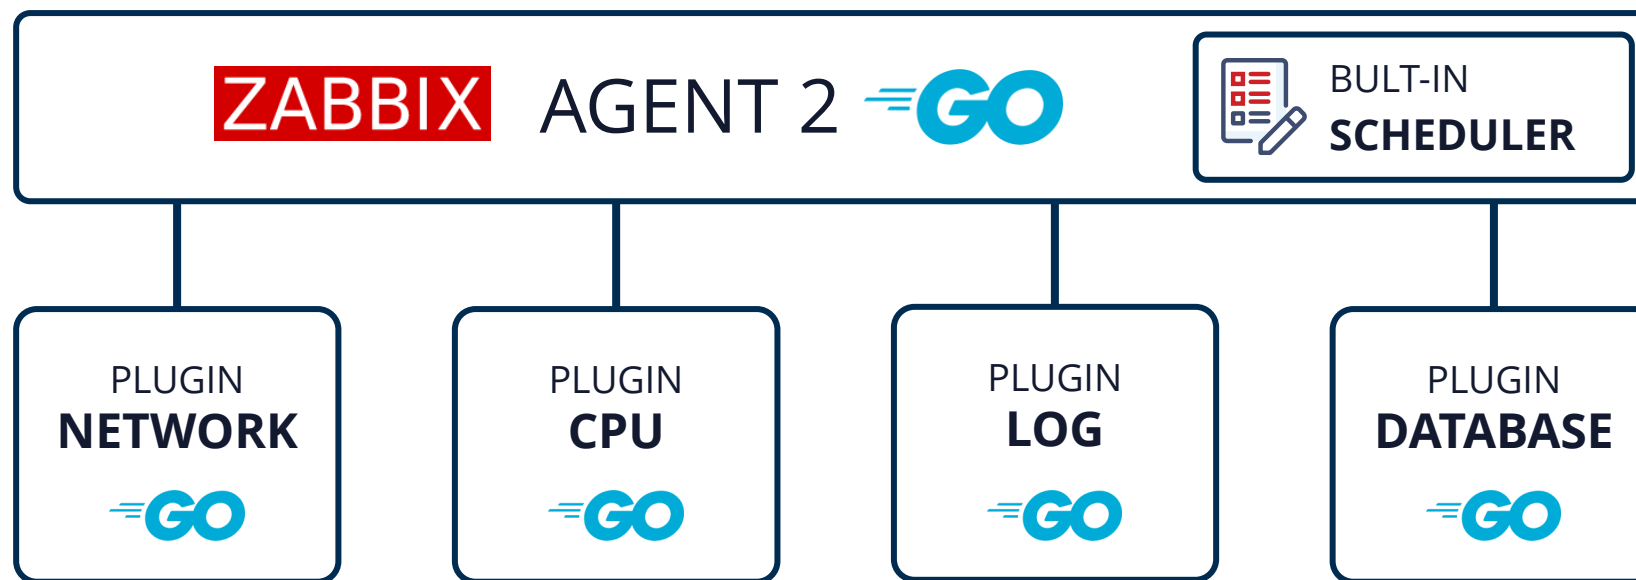 ZABBIX AGENT 2 GO
BULT-IN
SCHEDULER
PLUGIN
NETWORK
GO
PLUGIN
CPU
GO
PLUGIN
LOG
GO
PLUGIN
DATABASE
GO